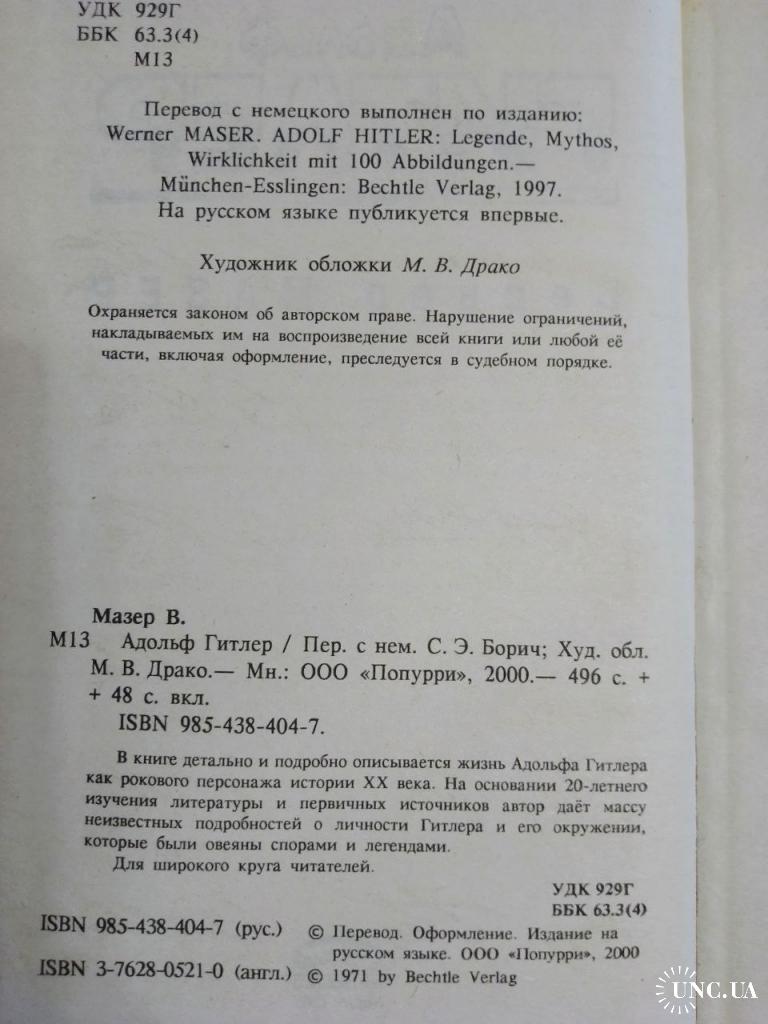 УДК 929Г
ББК 63.3(4)
М13
Перевод с немецкого выполнен по изданию:
Werner MASER. ADOLF HITLER: Legende, Mythos,
Wirklichkeit mit 100 Abbildungen.—
München-Esslingen: Bechtle Verlag, 1997.
На русском языке публикуется впервые.
Художник обложки М. В. Драко
Охраняется законом об авторском праве. Нарушение ограничений,
накладываемых им на воспроизведение всей книги или любой её
части, включая оформление, преследуется в судебном порядке.
Мазер В.
М13 Адольф Гитлер / Пер. с нем. С. Э. Борич; Худ. обл.
М. В. Драко.— Мн.: ООО «Попурри», 2000.— 496 с. +
+ 48 с. вкл.
ISBN 985-438-404-7.
В книге детально и подробно описывается жизнь Адольфа Гитлера
как рокового персонажа истории XX века. На основании 20-летнего
изучения литературы и первичных источников автор даёт массу
неизвестных подробностей о личности Гитлера и его окружении,
которые были овеяны спорами и легендами.
Для широкого круга читателей.
УДК 929Г
ББК 63.3(4)
ISBN 985-438-404-7 (рус.) © Перевод. Оформление. Издание на
русском языке. ООО «Попурри», 2000
ISBN 3-7628-0521-0 (англ.) © 1971 by Bechtle Verlag
UNC.UA